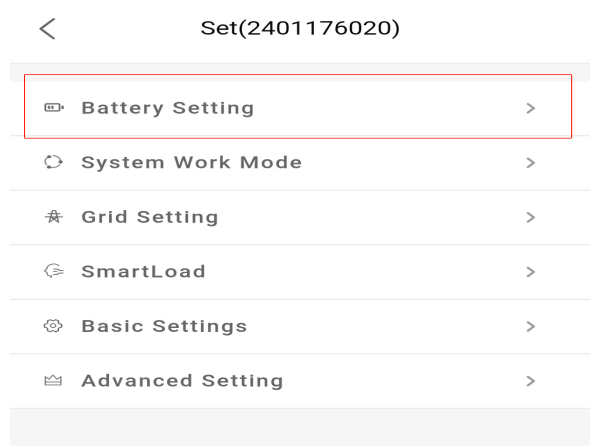 Set(2401176020)
Battery Setting
System Work Mode
Grid Setting
SmartLoad
Basic Settings
Advanced Setting